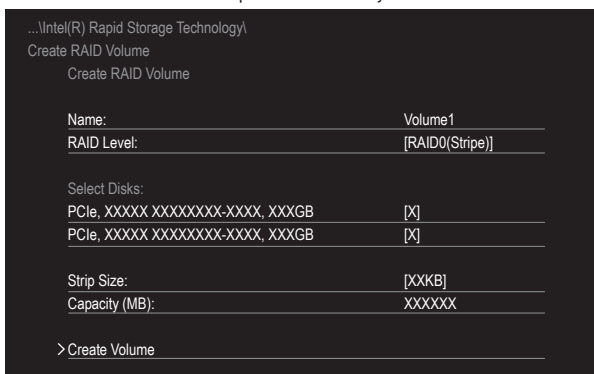 ...\Intel(R) Rapid Storage Technology\
Create RAID Volume
Create RAID Volume
Name: Volume1
RAID Level: [RAID0(Stripe)]
Select Disks:
PCIe, XXXXX XXXXXXXX-XXXX, XXXGB [X]
PCIe, XXXXX XXXXXXXX-XXXX, XXXGB [X]
Strip Size: [XXKB]
Capacity (MB): XXXXXX
>Create Volume